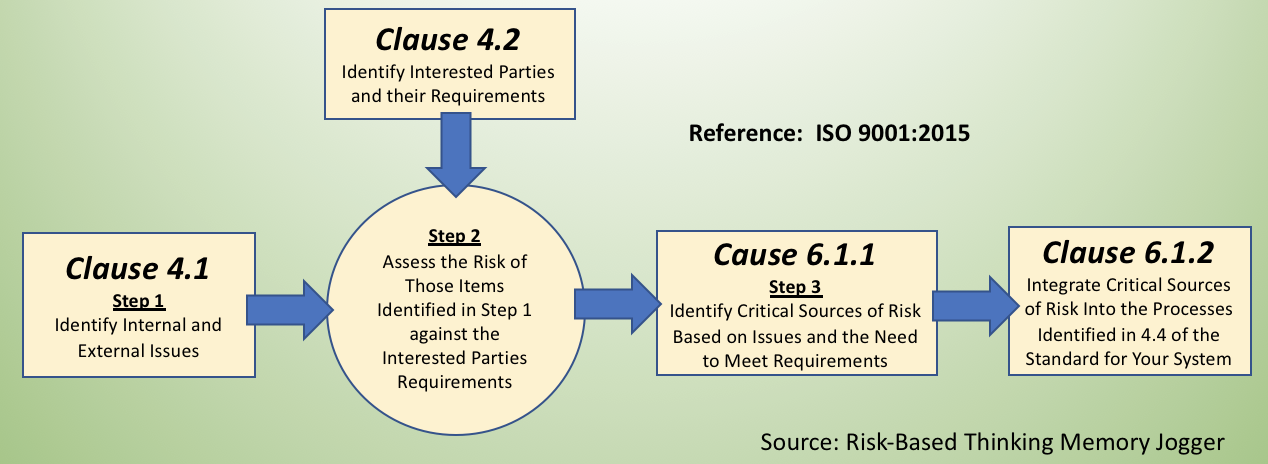 Clause 4.2
Identify Interested Parties
and their Requirements
Reference:  ISO 9001:2015
Clause 4.1
Step 1
Identify Internal and
External Issues
Step 2
Assess the Risk of
Those Items
Identified in Step 1
against the
Interested Parties
Requirements
Cause 6.1.1
Step 3
Identify Critical Sources of Risk
Based on Issues and the Need
to Meet Requirements
Clause 6.1.2
Integrate Critical Sources
of Risk Into the Processes
Identified in 4.4 of the
Standard for Your System
Source: Risk-Based Thinking Memory Jogger